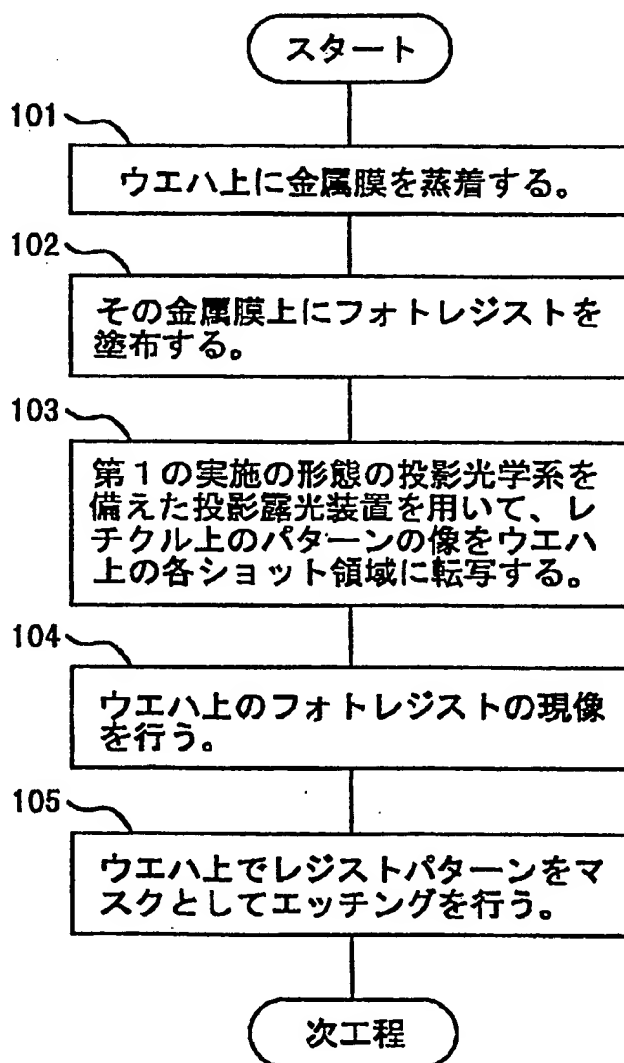 スタート
101
ウエハ上に金属膜を蒸着する。
102
その金属膜上にフォトレジストを
塗布する。
103
第1の実施の形態の投影光学系を
備えた投影露光装置を用いて、レ
チクル上のパターンの像をウエハ
上の各ショット領域に転写する。
104
ウエハ上のフォトレジストの現像
を行う。
105
ウエハ上でレジストパターンをマ
スクとしてエッチングを行う。
次工程